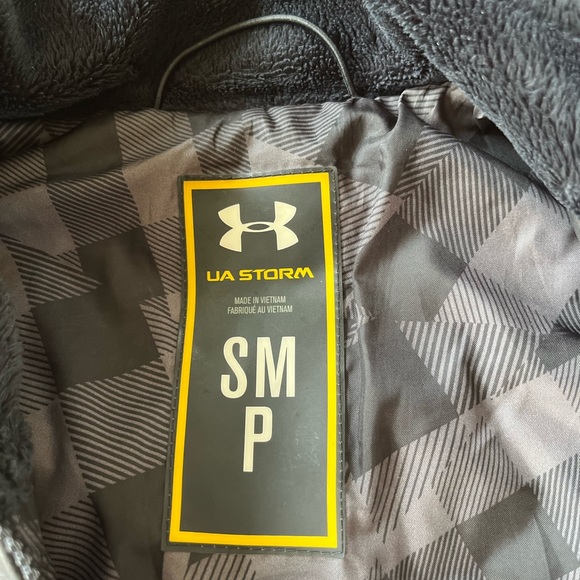 UA STORM
MADE IN VIETNAM
FABRIQUÉ AU VIETNAM
SM
P